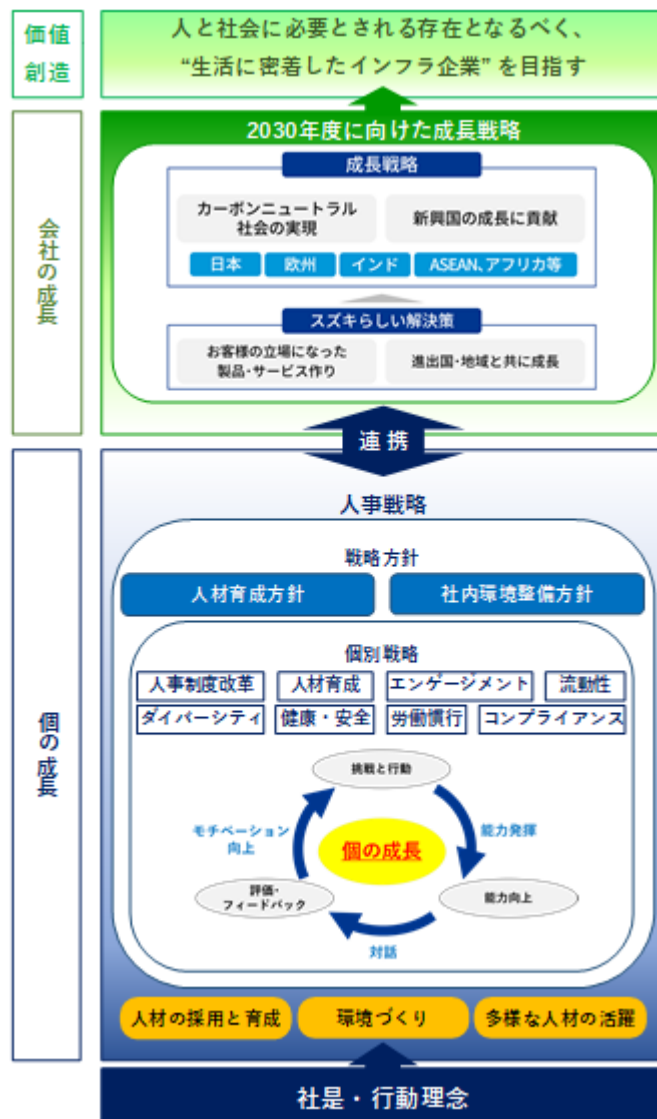 価値
創造
人と社会に必要とされる存在となるべく、
“生活に密着したインフラ企業” を目指す
会社の成長
2030年度に向けた成長戦略
成長戦略
カーボンニュートラル
社会の実現
新興国の成長に貢献
日本
欧州
インド
ASEAN、アフリカ等
スズキらしい解決策
お客様の立場になった
製品・サービス作り
進出国・地域と共に成長
連携
個の成長
人事戦略
戦略方針
人材育成方針
社内環境整備方針
個別戦略
人事制度改革
人材育成
エンゲージメント
流動性
ダイバーシティ
健康・安全
労働慣行
コンプライアンス
挑戦と行動
モチベーション
向上
能力発揮
個の成長
評価・
フィードバック
能力向上
対話
人材の採用と育成
環境づくり
多様な人材の活躍
社是・行動理念